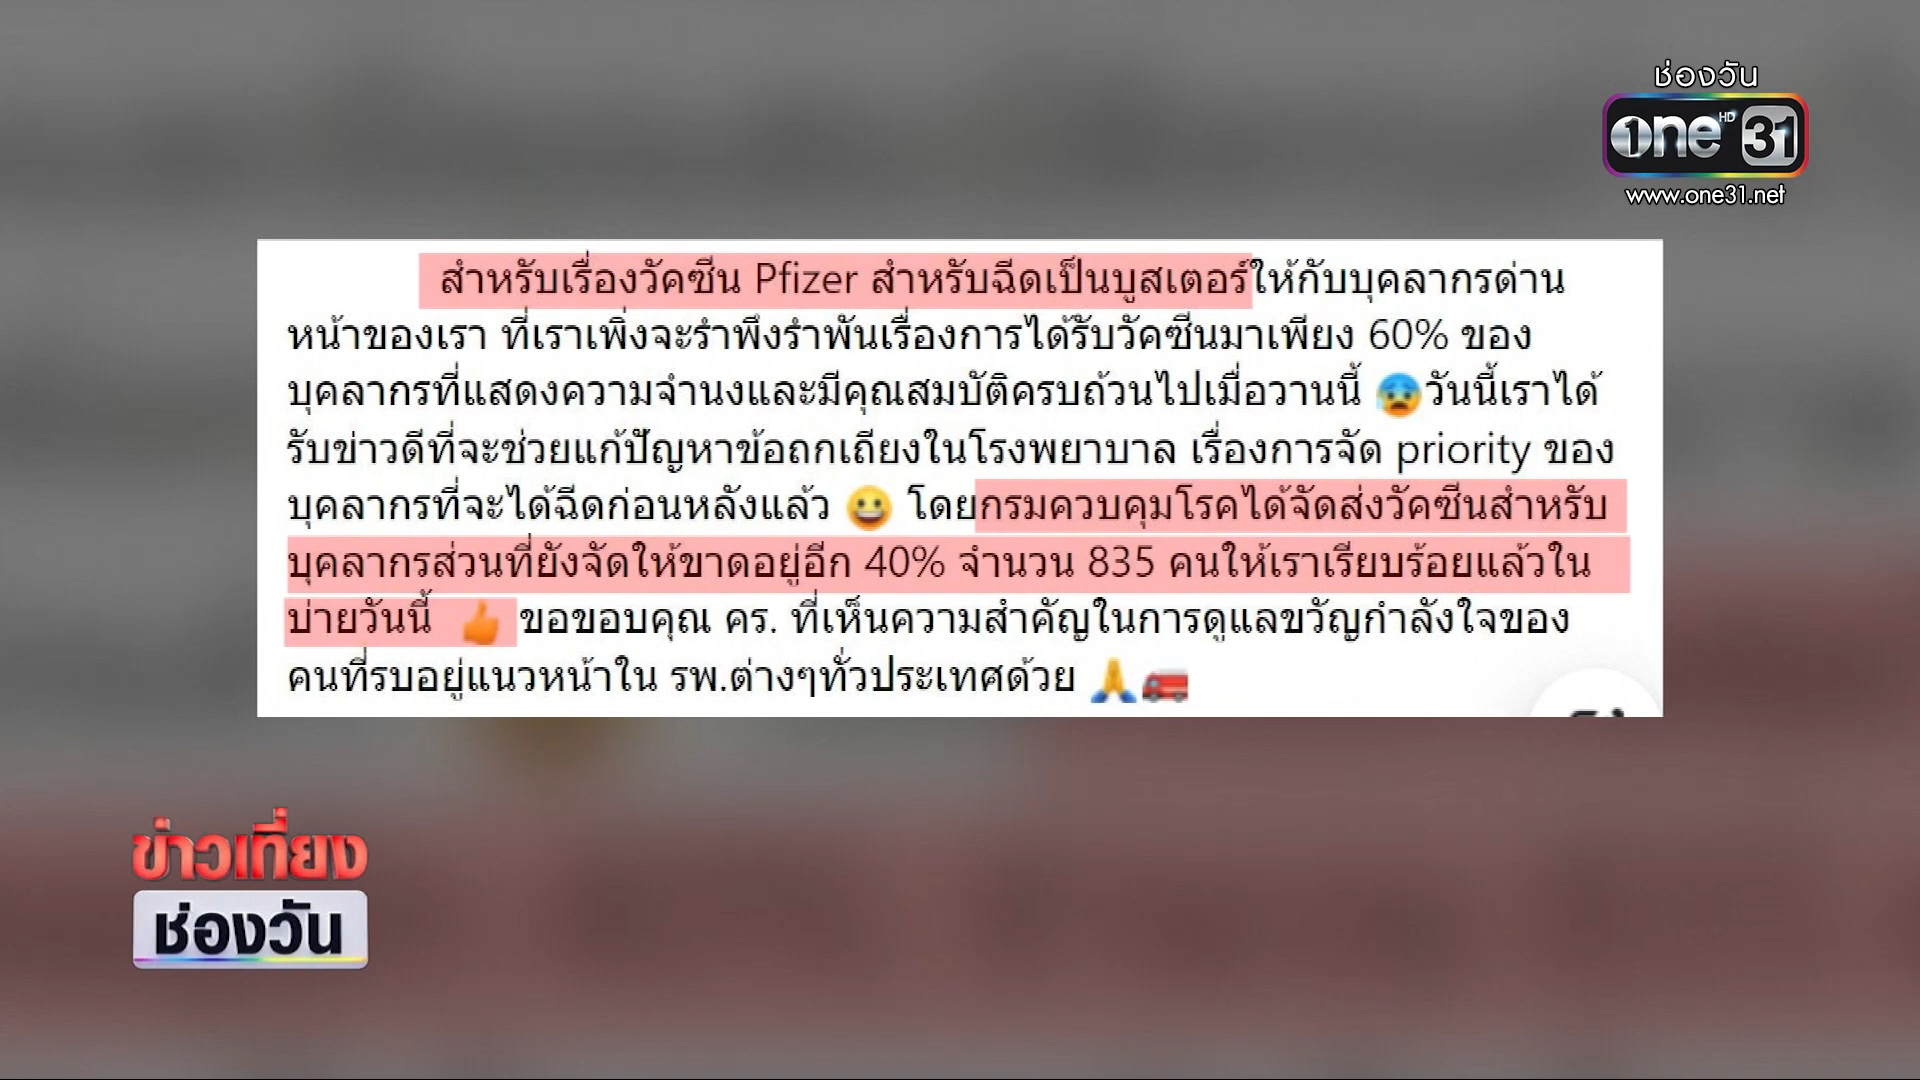 ช่องวัน
one HD 31
www.one31.net
สำหรับเรื่องวัคซีน Pfizer สำหรับฉีดเป็นบูสเตอร์ให้กับบุคลากรด่าน
หน้าของเรา ที่เราเพิ่งจะรำพึงรำพันเรื่องการได้รับวัคซีนมาเพียง 60% ของ
บุคลากรที่แสดงความจำนงและมีคุณสมบัติครบถ้วนไปเมื่อวานนี้ 😰วันนี้เราได้
รับข่าวดีที่จะช่วยแก้ปัญหาข้อถกเถียงในโรงพยาบาล เรื่องการจัด priority ของ
บุคลากรที่จะได้ฉีดก่อนหลังแล้ว 😀 โดยกรมควบคุมโรคได้จัดส่งวัคซีนสำหรับ
บุคลากรส่วนที่ยังจัดให้ขาดอยู่อีก 40% จำนวน 835 คนให้เราเรียบร้อยแล้วใน
บ่ายวันนี้ 👍 ขอขอบคุณ คร. ที่เห็นความสำคัญในการดูแลขวัญกำลังใจของ
คนที่รบอยู่แนวหน้าใน รพ.ต่างๆทั่วประเทศด้วย 🙏🚒
ข่าวเที่ยง
ช่องวัน